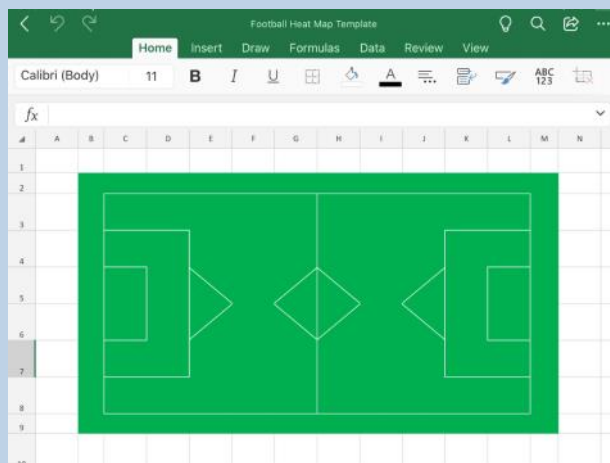 Football Heat Map Template
Home Insert Draw Formulas Data Review View
Calibri (Body) 11 B I U A ABC 123
fx
A B C D E F G H I J K L M N
1
2
3
4
5
6
7
8
9
10